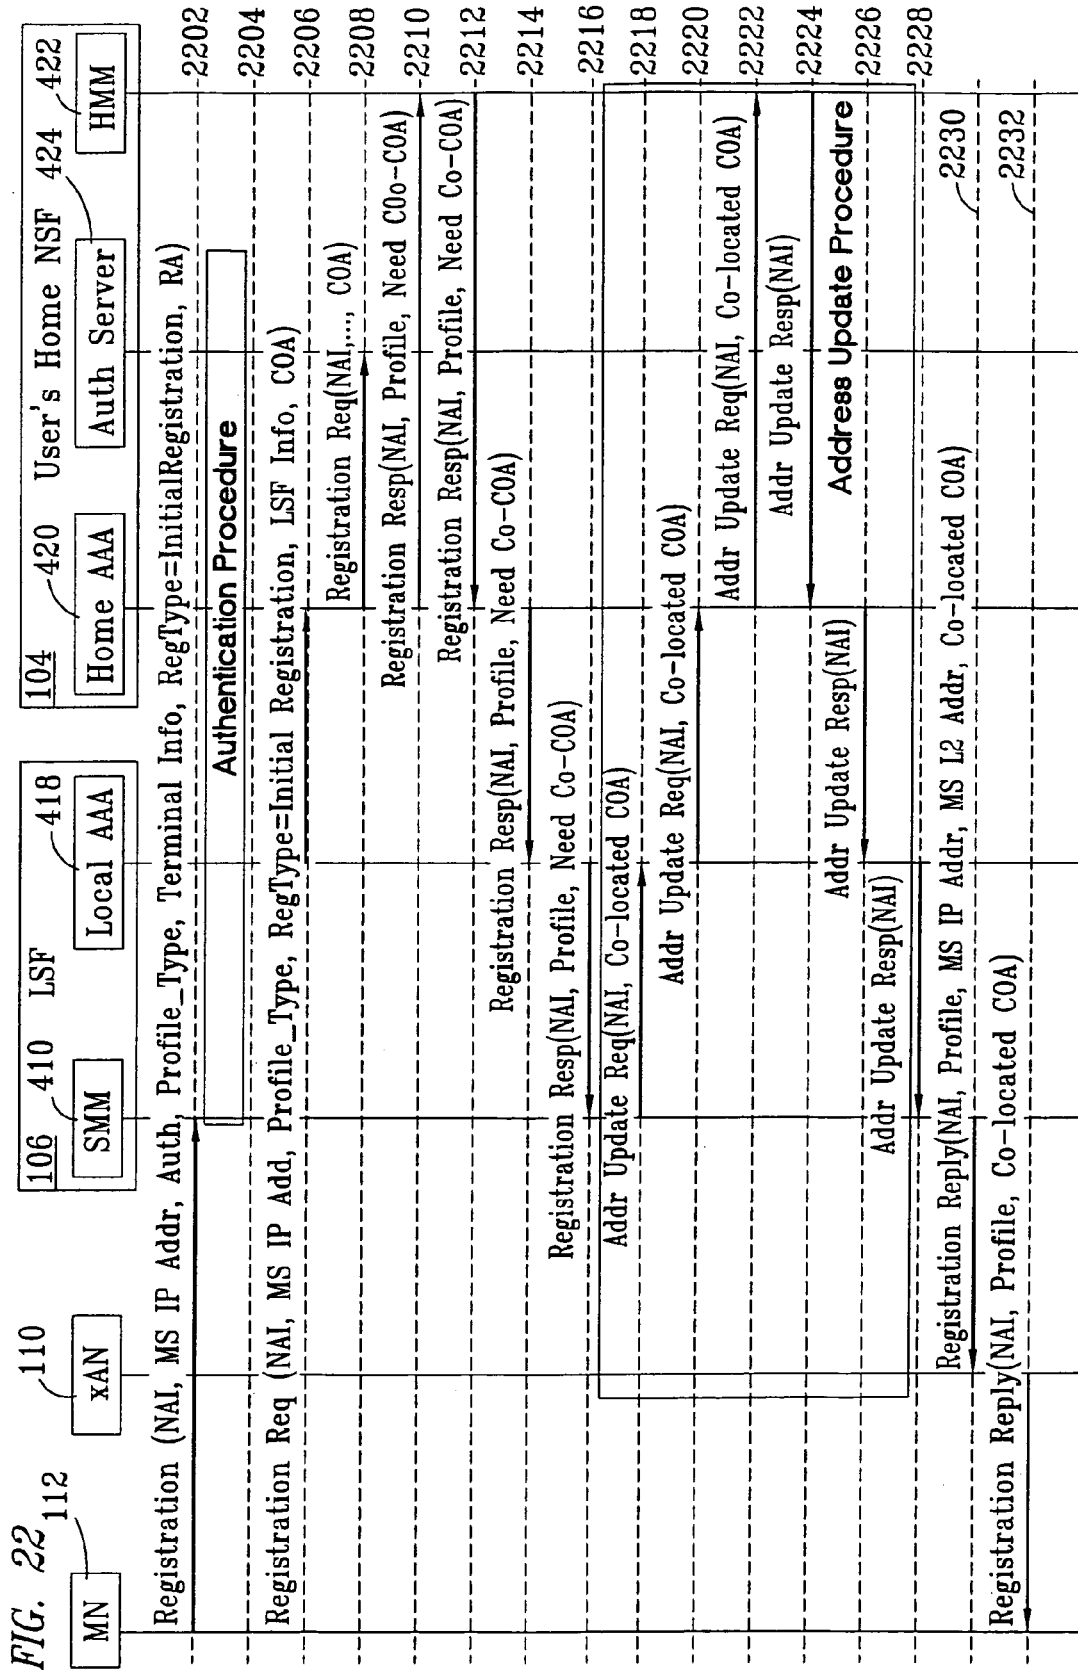 FIG. 22
112
MN
110
xAN
106
LSF
410
SMM
418
Local AAA
104
420
User's Home NSF
424
422
Home AAA
Auth Server
HMM
Registration (NAI, MS IP Addr, Auth, Profile_Type, Terminal Info, RegType=InitialRegistration, RA)
2202
Authentication Procedure
2204
Registration Req (NAI, MS IP Add, Profile_Type, RegType=Initial Registration, LSF Info, COA)
2206
Registration Req(NAI,..., COA)
2208
Registration Resp(NAI, Profile, Need C0o-COA)
2210
Registration Resp(NAI, Profile, Need Co-COA)
2212
Registration Resp(NAI, Profile, Need Co-COA)
2214
Registration Resp(NAI, Profile, Need Co-COA)
2216
Addr Update Req(NAI, Co-located COA)
2218
Addr Update Req(NAI, Co-located COA)
2220
Addr Update Req(NAI, Co-located COA)
2222
Addr Update Resp(NAI)
2224
Address Update Procedure
Addr Update Resp(NAI)
2226
Addr Update Resp(NAI)
2228
Registration Reply(NAI, Profile, MS IP Addr, MS L2 Addr, Co-located COA)
2230
Registration Reply(NAI, Profile, Co-located COA)
2232